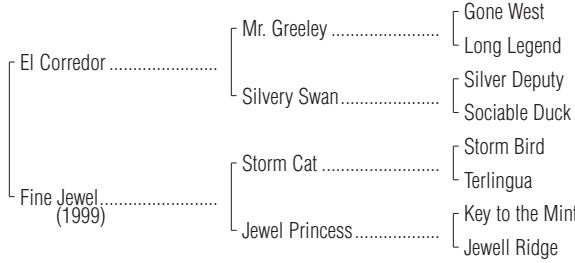 Gone West
Mr. Greeley ........................
Long Legend
El Corredor ........................
Silver Deputy
Silvery Swan......................
Sociable Duck
Storm Bird
Storm Cat ..........................
Terlingua
Fine Jewel..........................
(1999)
Key to the Mint
Jewel Princess...................
Jewell Ridge